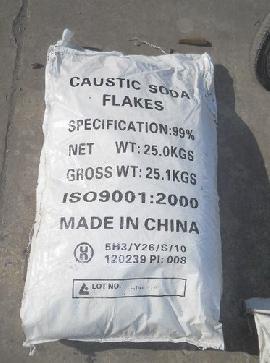 CAUSTIC SODA
FLAKES
SPECIFICATION:99%
NET WT:25.0KGS
GROSS WT:25.1KGS
ISO9001:2000
MADE IN CHINA
5H3/Y26/S/10
120239 PI:008
LOT NO